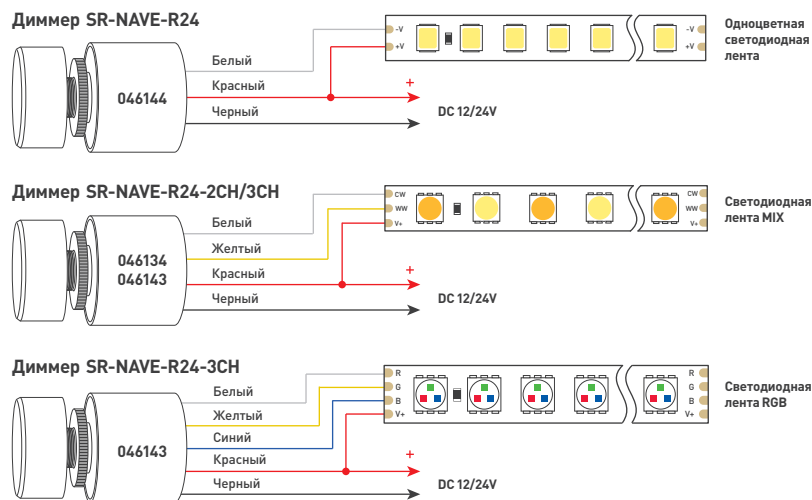 Диммер SR-NAVE-R24
Белый
Красный
Черный
046144
+
DC 12/24V
-V
+V
-V
+V
Одноцветная
светодиодная
лента
Диммер SR-NAVE-R24-2CH/3CH
Белый
Желтый
Красный
Черный
046134
046143
+
DC 12/24V
CW
WW
V+
CW
WW
V+
Светодиодная
лента MIX
Диммер SR-NAVE-R24-3CH
Белый
Желтый
Синий
Красный
Черный
046143
+
DC 12/24V
R
G
B
V+
R
G
B
V+
Светодиодная
лента RGB